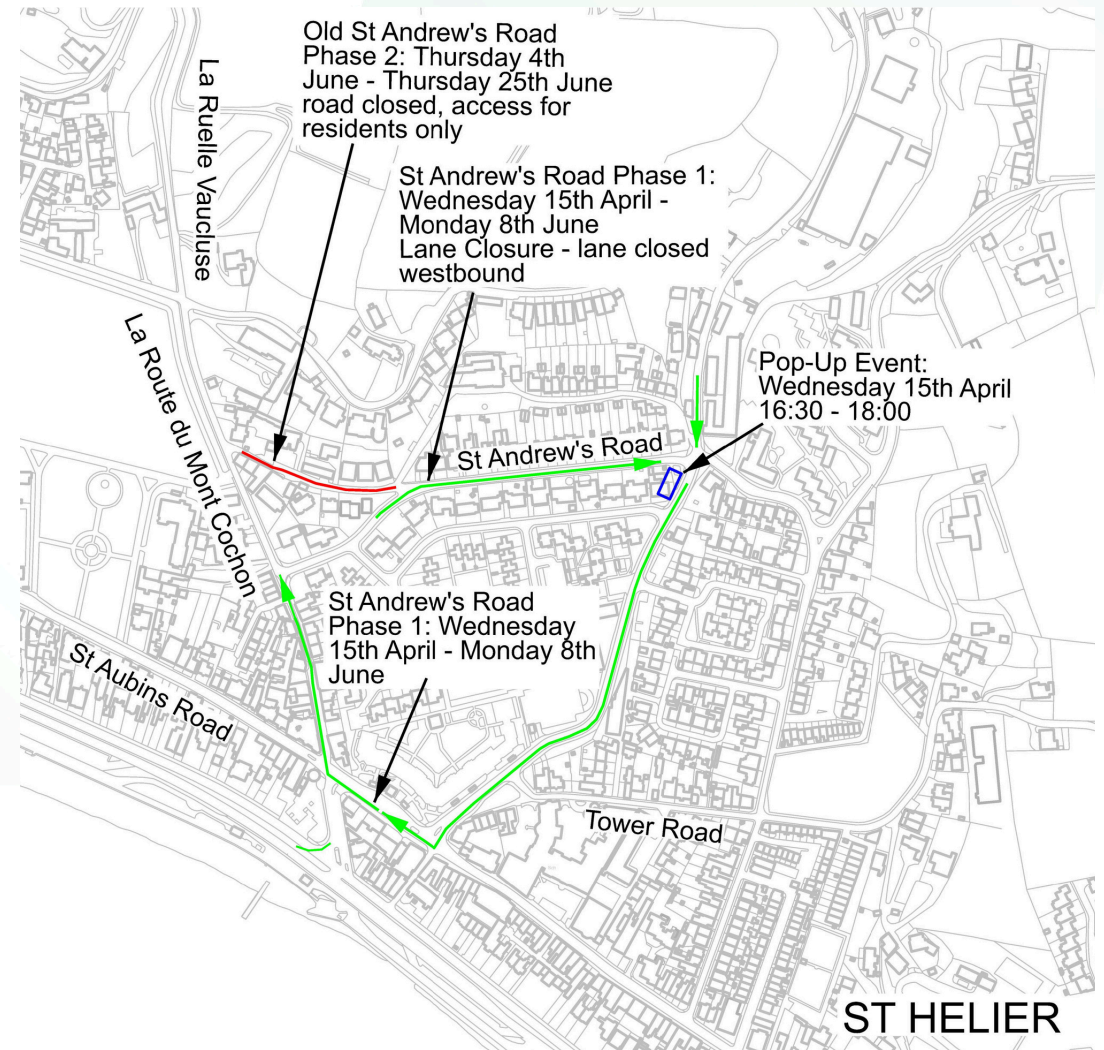 Old St Andrew's Road
Phase 2: Thursday 4th
June - Thursday 25th June
road closed, access for
residents only
La Ruelle Vaucluse
St Andrew's Road Phase 1:
Wednesday 15th April -
Monday 8th June
Lane Closure - lane closed
westbound
La Route du Mont Cochon
Pop-Up Event:
Wednesday 15th April
16:30 - 18:00
St Andrew's Road
St Andrew's Road
Phase 1: Wednesday
15th April - Monday 8th
June
St Aubins Road
Tower Road
ST HELIER